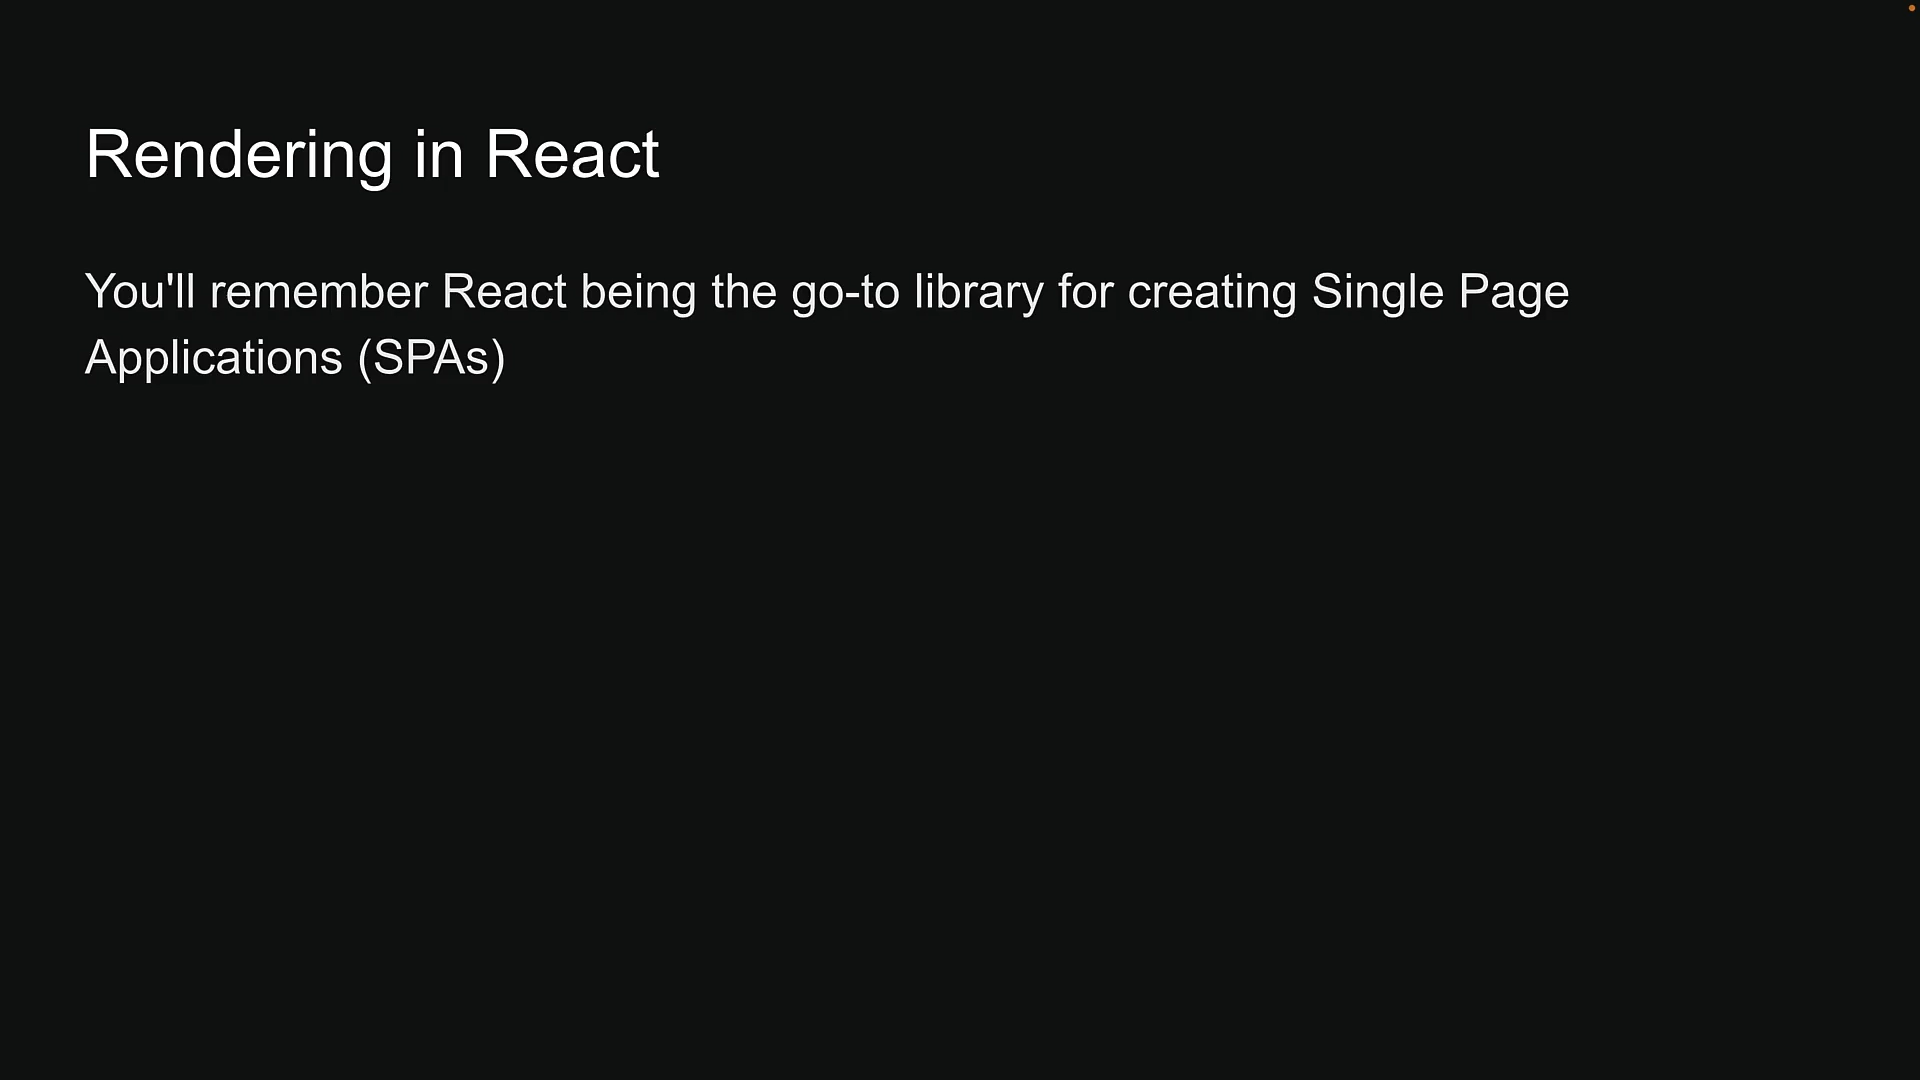 Rendering in React
You'll remember React being the go-to library for creating Single Page
Applications (SPAs)